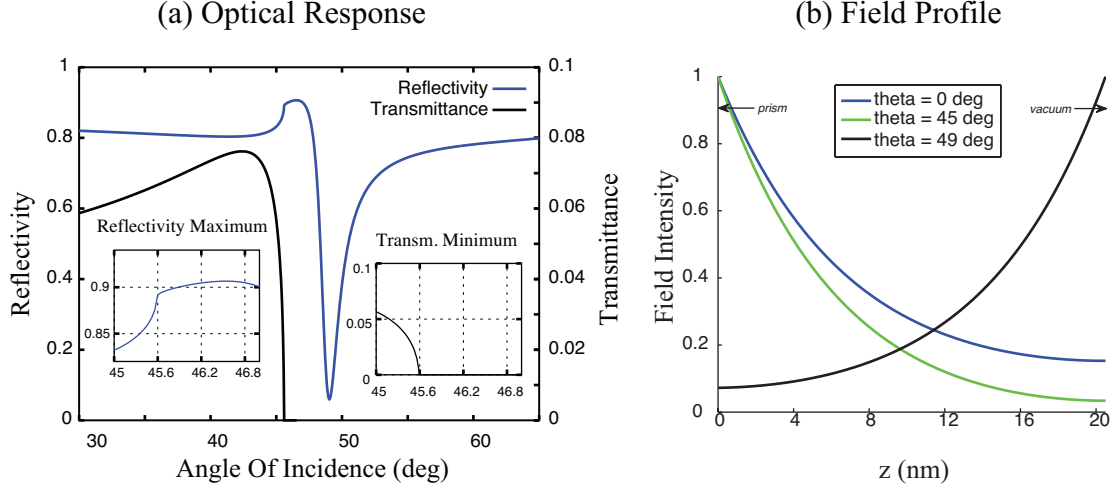 (a) Optical Response
(b) Field Profile
Reflectivity
Transmittance
1
0.8
0.6
0.4
0.2
0
0.1
0.080
0.06
0.04
0.02
0
30
40
50
60
Angle Of Incidence (deg)
Reflectivity
Transmittance
Reflectivity Maximum
0.9
0.85
45
45.6
46.2
46.8
Transm. Minimum
0.1
0.05
0
45
45.6
46.2
46.8
Field Intensity
1
0.8
0.6
0.4
0.2
0
0
4
8
12
16
20
z (nm)
theta = 0 deg
theta = 45 deg
theta = 49 deg
prism
vacuum